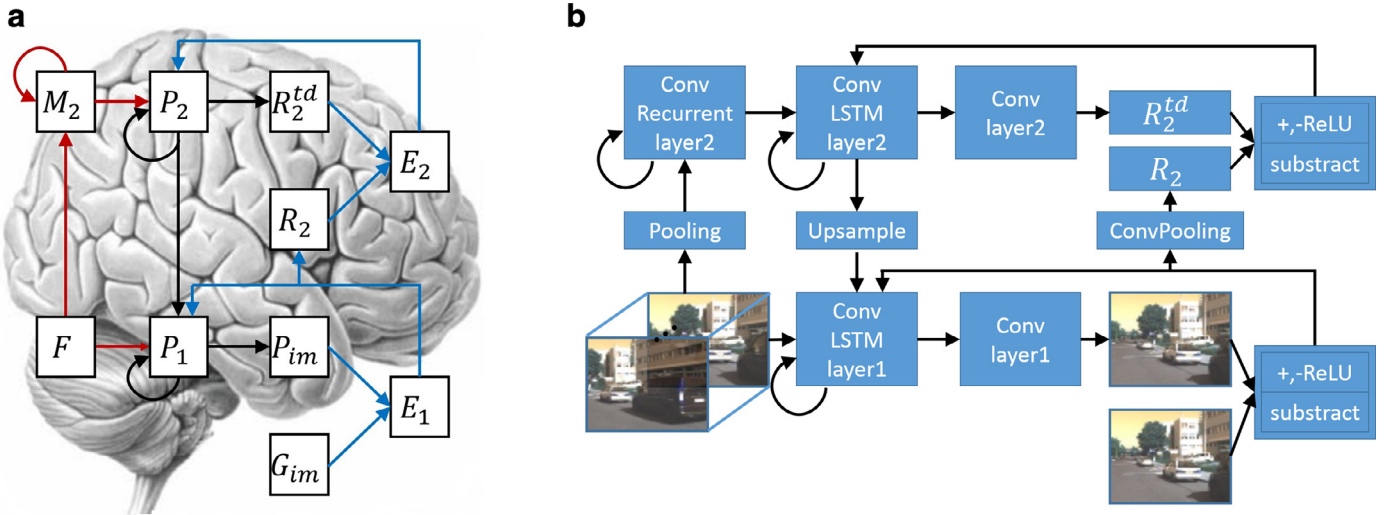 a
M₂
P₂
R₂ᵗᵈ
E₂
R₂
F
P₁
Pᵢₘ
E₁
Gᵢₘ
b
Conv
Recurrent
layer2
Conv
LSTM
layer2
Conv
layer2
R₂ᵗᵈ
R₂
+,-ReLU
substract
Pooling
Upsample
ConvPooling
Conv
LSTM
layer1
Conv
layer1
+,-ReLU
substract